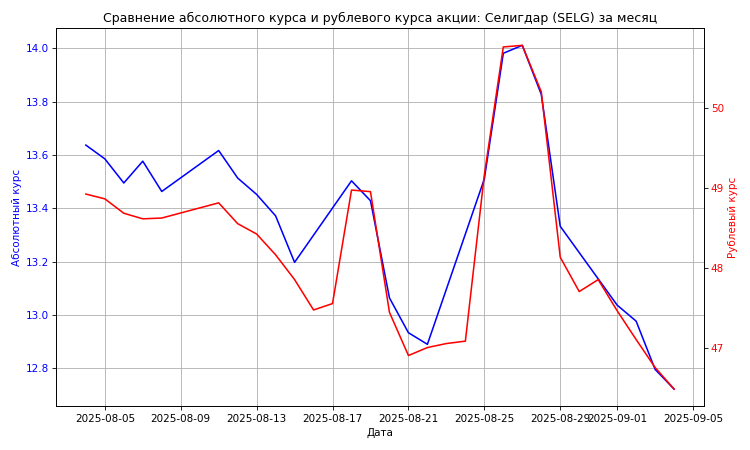 Сравнение абсолютного курса и рублевого курса акции: Селигдар (SELG) за месяц
14.0
13.8
13.6
13.4
13.2
13.0
12.8
Абсолютный курс
50
49
48
47
Рублевый курс
2025-08-05 2025-08-09 2025-08-13 2025-08-17 2025-08-21 2025-08-25 2025-08-29 2025-09-01 2025-09-05
Дата